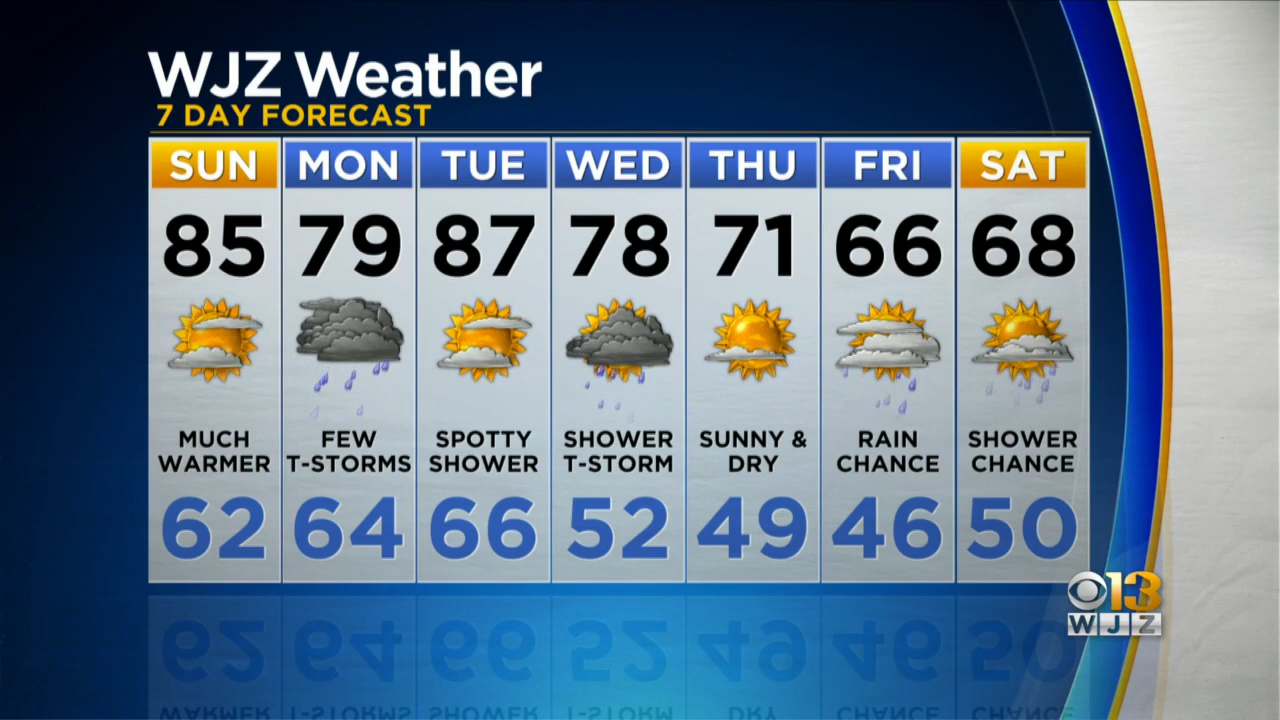 WJZ Weather
7 DAY FORECAST
SUN MON TUE WED THU FRI SAT
85 79 87 78 71 66 68
MUCH WARMER
FEW T-STORMS
SPOTTY SHOWER
SHOWER T-STORM
SUNNY & DRY
RAIN CHANCE
SHOWER CHANCE
62 64 66 52 49 46 50
13
WJZ